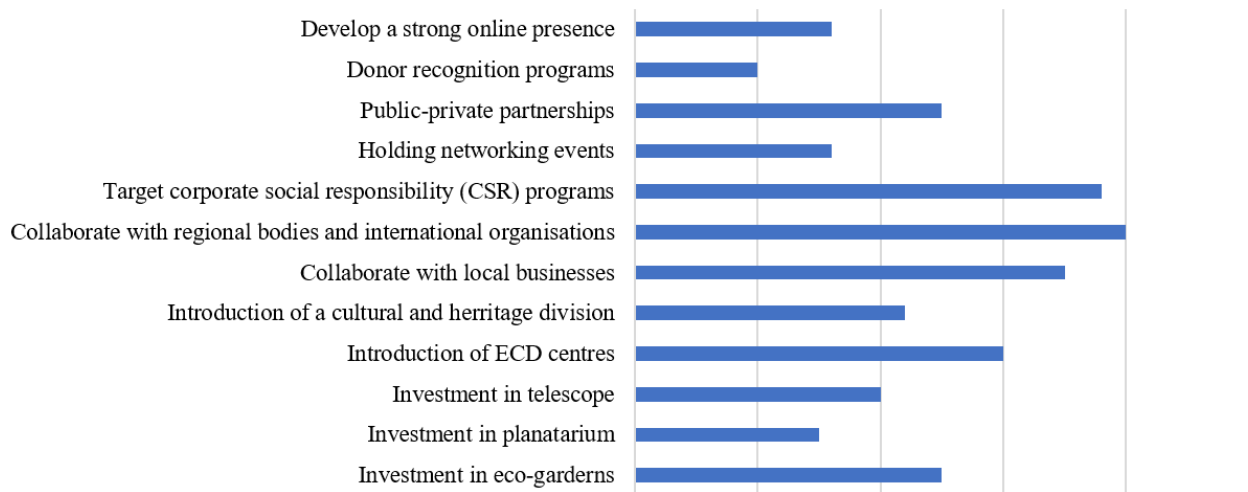 Develop a strong online presence
Donor recognition programs
Public-private partnerships
Holding networking events
Target corporate social responsibility (CSR) programs
Collaborate with regional bodies and international organisations
Collaborate with local businesses
Introduction of a cultural and herritage division
Introduction of ECD centres
Investment in telescope
Investment in planatarium
Investment in eco-garderns